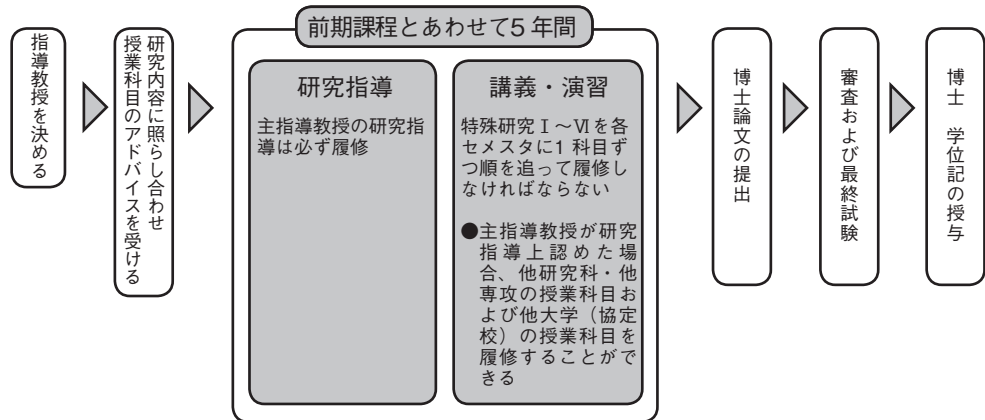 指導教授を決める
研究内容に照らし合わせ
授業科目のアドバイスを受ける
前期課程とあわせて5年間
研究指導
主指導教授の研究指
導は必ず履修
講義・演習
特殊研究Ⅰ～Ⅵを各
セメスタに1科目ず
つ順を追って履修し
なければならない
●主指導教授が研究
指導上認めた場
合、他研究科・他
専攻の授業科目お
よび他大学（協定
校）の授業科目を
履修することがで
きる
博士論文の提出
審査および最終試験
博士　学位記の授与